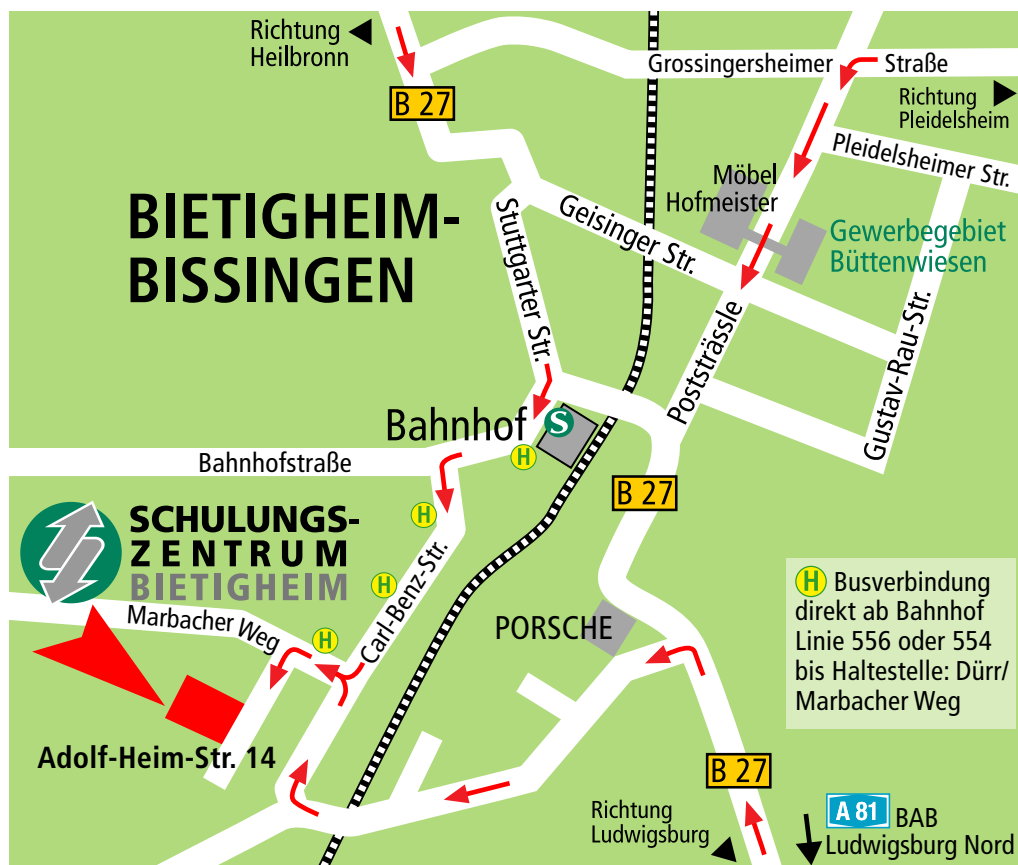 Richtung
Heilbronn
B 27
Grossingersheimer Straße
Richtung
Pleidelsheim
Pleidelsheimer Str.
Möbel
Hofmeister
BIETIGHEIM-
BISSINGEN
Stuttgarter Str.
Geisinger Str.
Gewerbegebiet
Büttenwiesen
Poststrässle
Gustav-Rau-Str.
Bahnhof
S
H
Bahnhofstraße
B 27
H
SCHULUNGS-
ZENTRUM
BIETIGHEIM
H
Carl-Benz-Str.
Marbacher Weg
H
PORSCHE
H Busverbindung
direkt ab Bahnhof
Linie 556 oder 554
bis Haltestelle: Dürr/
Marbacher Weg
Adolf-Heim-Str. 14
B 27
Richtung
Ludwigsburg
A 81 BAB
Ludwigsburg Nord